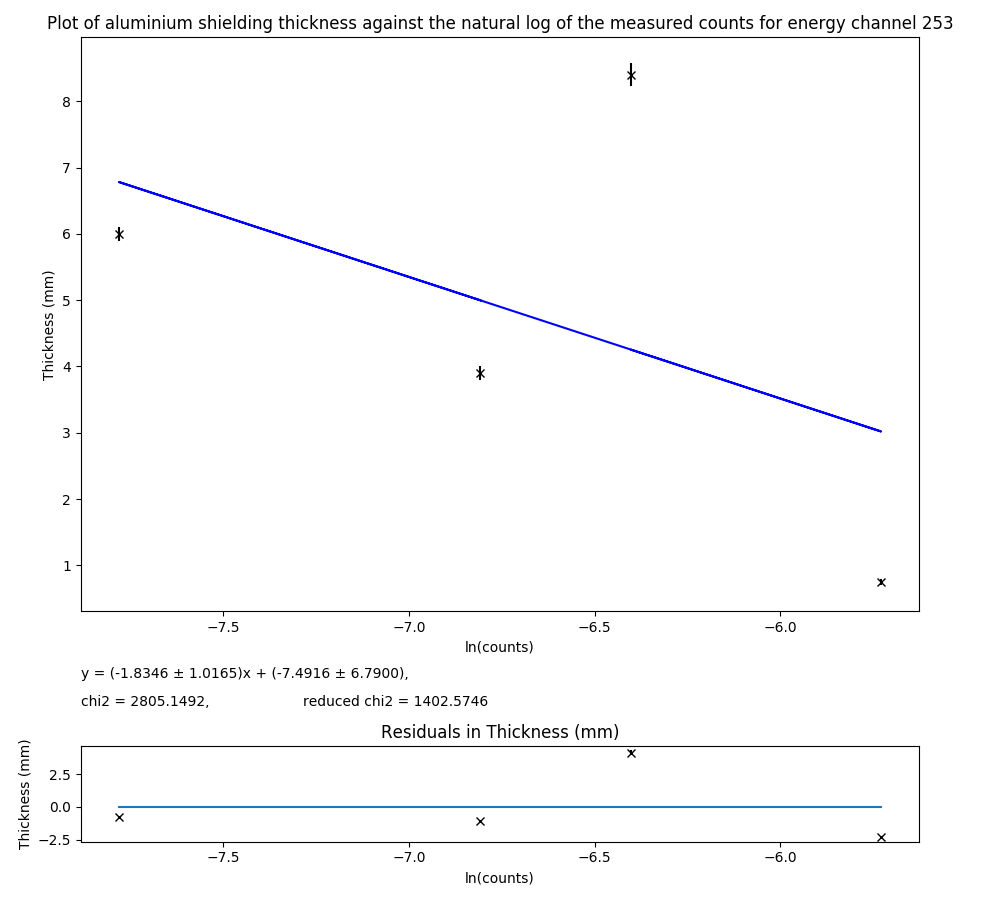 Plot of aluminium shielding thickness against the natural log of the measured counts for energy channel 253
8
7
6
5
4
3
2
1
Thickness (mm)
−7.5 −7.0 −6.5 −6.0
ln(counts)
y = (-1.8346 ± 1.0165)x + (-7.4916 ± 6.7900),
chi2 = 2805.1492, reduced chi2 = 1402.5746
Residuals in Thickness (mm)
2.5
0.0
−2.5
Thickness (mm)
−7.5 −7.0 −6.5 −6.0
ln(counts)